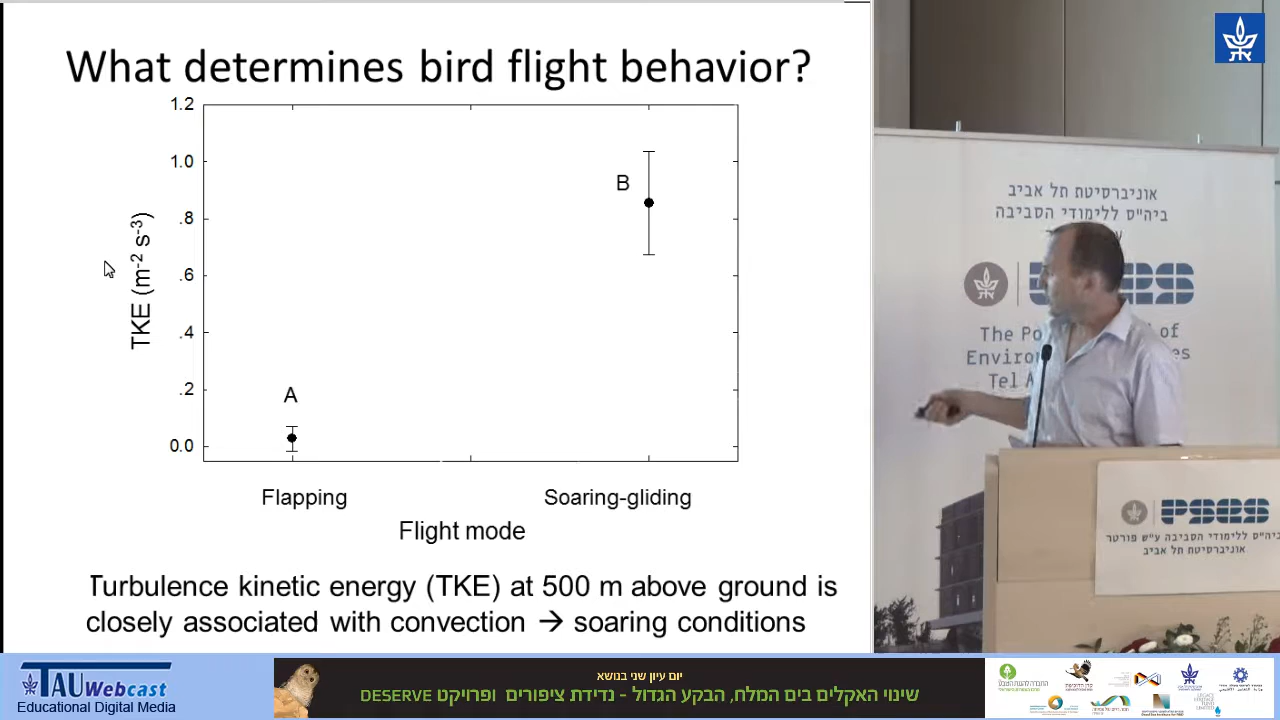 What determines bird flight behavior?
1.2
1.0
.8
.6
.4
.2
0.0
TKE (m-2 s-3)
A
B
Flapping
Soaring-gliding
Flight mode
Turbulence kinetic energy (TKE) at 500 m above ground is
closely associated with convection → soaring conditions
אוניברסיטת תל אביב
ביה"ס ללימודי הסביבה
The Po of
Environ es
Tel A
PSES
ביה"ס ללימודי הסביבה ע"ש פורטר
אוניברסיטת תל אביב
TAU Webcast
Educational Digital Media
יום עיון שני בנושא
שינוי האקלים בים המלח, הבקע הגדול - נדידת ציפורים ופרויקט DESERVE